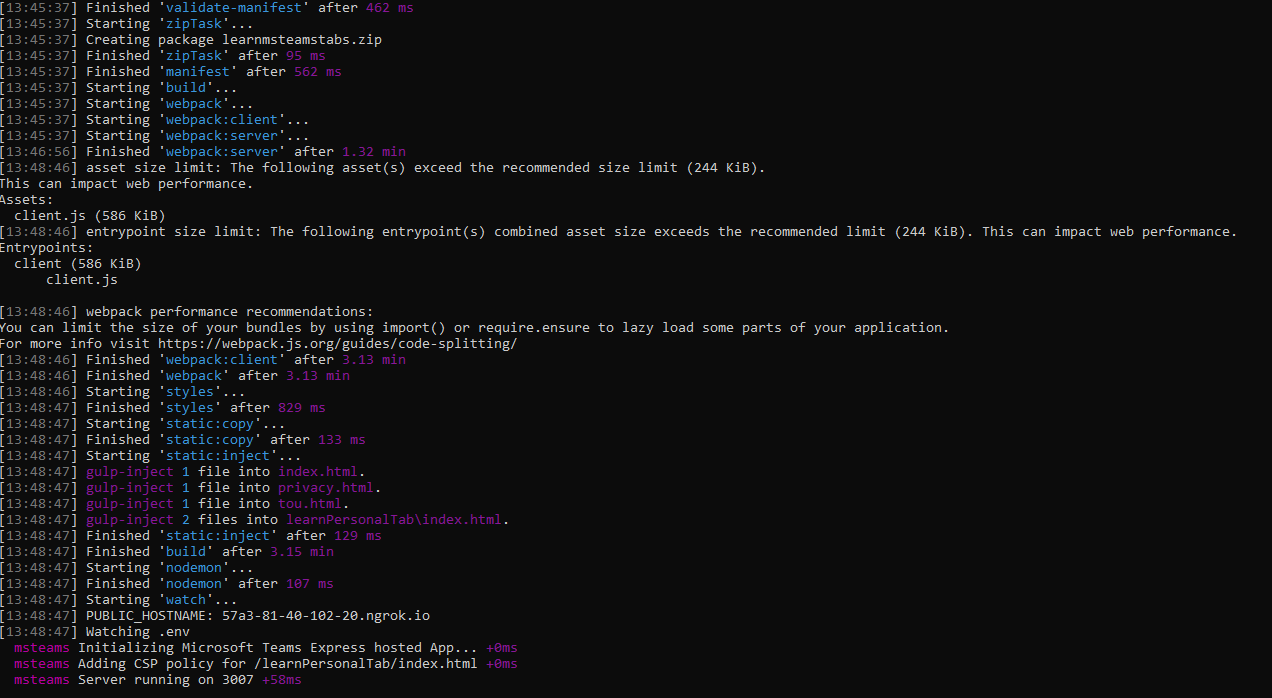 [13:45:37] Finished 'validate-manifest' after 462 ms
[13:45:37] Starting 'zipTask'...
[13:45:37] Creating package learnmsteamstabs.zip
[13:45:37] Finished 'zipTask' after 95 ms
[13:45:37] Finished 'manifest' after 562 ms
[13:45:37] Starting 'build'...
[13:45:37] Starting 'webpack'...
[13:45:37] Starting 'webpack:client'...
[13:45:37] Starting 'webpack:server'...
[13:46:56] Finished 'webpack:server' after 1.32 min
[13:48:46] asset size limit: The following asset(s) exceed the recommended size limit (244 KiB).
This can impact web performance.
Assets:
  client.js (586 KiB)
[13:48:46] entrypoint size limit: The following entrypoint(s) combined asset size exceeds the recommended limit (244 KiB). This can impact web performance.
Entrypoints:
  client (586 KiB)
      client.js
[13:48:46] webpack performance recommendations:
You can limit the size of your bundles by using import() or require.ensure to lazy load some parts of your application.
For more info visit https://webpack.js.org/guides/code-splitting/
[13:48:46] Finished 'webpack:client' after 3.13 min
[13:48:46] Finished 'webpack' after 3.13 min
[13:48:46] Starting 'styles'...
[13:48:47] Finished 'styles' after 829 ms
[13:48:47] Starting 'static:copy'...
[13:48:47] Finished 'static:copy' after 133 ms
[13:48:47] Starting 'static:inject'...
[13:48:47] gulp-inject 1 file into index.html.
[13:48:47] gulp-inject 1 file into privacy.html.
[13:48:47] gulp-inject 1 file into tou.html.
[13:48:47] gulp-inject 2 files into learnPersonalTab\index.html.
[13:48:47] Finished 'static:inject' after 129 ms
[13:48:47] Finished 'build' after 3.15 min
[13:48:47] Starting 'nodemon'...
[13:48:47] Finished 'nodemon' after 107 ms
[13:48:47] Starting 'watch'...
[13:48:47] PUBLIC_HOSTNAME: 57a3-81-40-102-20.ngrok.io
[13:48:47] Watching .env
  msteams Initializing Microsoft Teams Express hosted App... +0ms
  msteams Adding CSP policy for /learnPersonalTab/index.html +0ms
  msteams Server running on 3007 +58ms